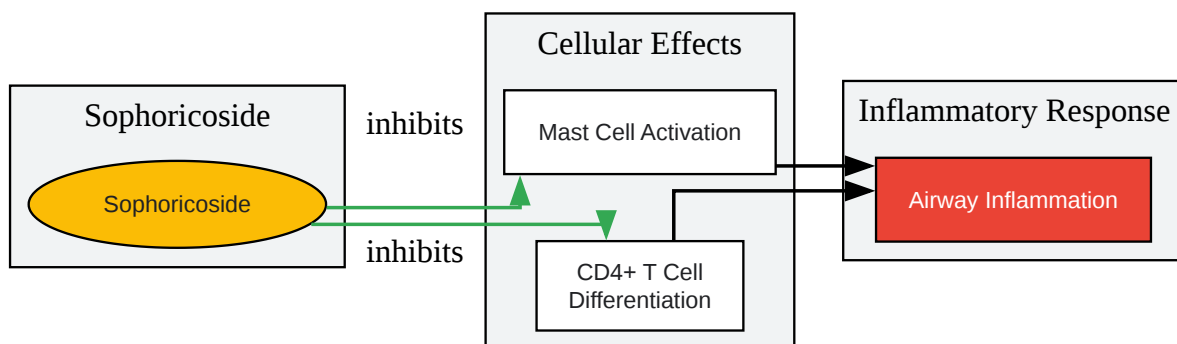 Cellular Effects
Sophoricoside
inhibits
Mast Cell Activation
Inflammatory Response
Sophoricoside
Airway Inflammation
inhibits
CD4+ T Cell
Differentiation